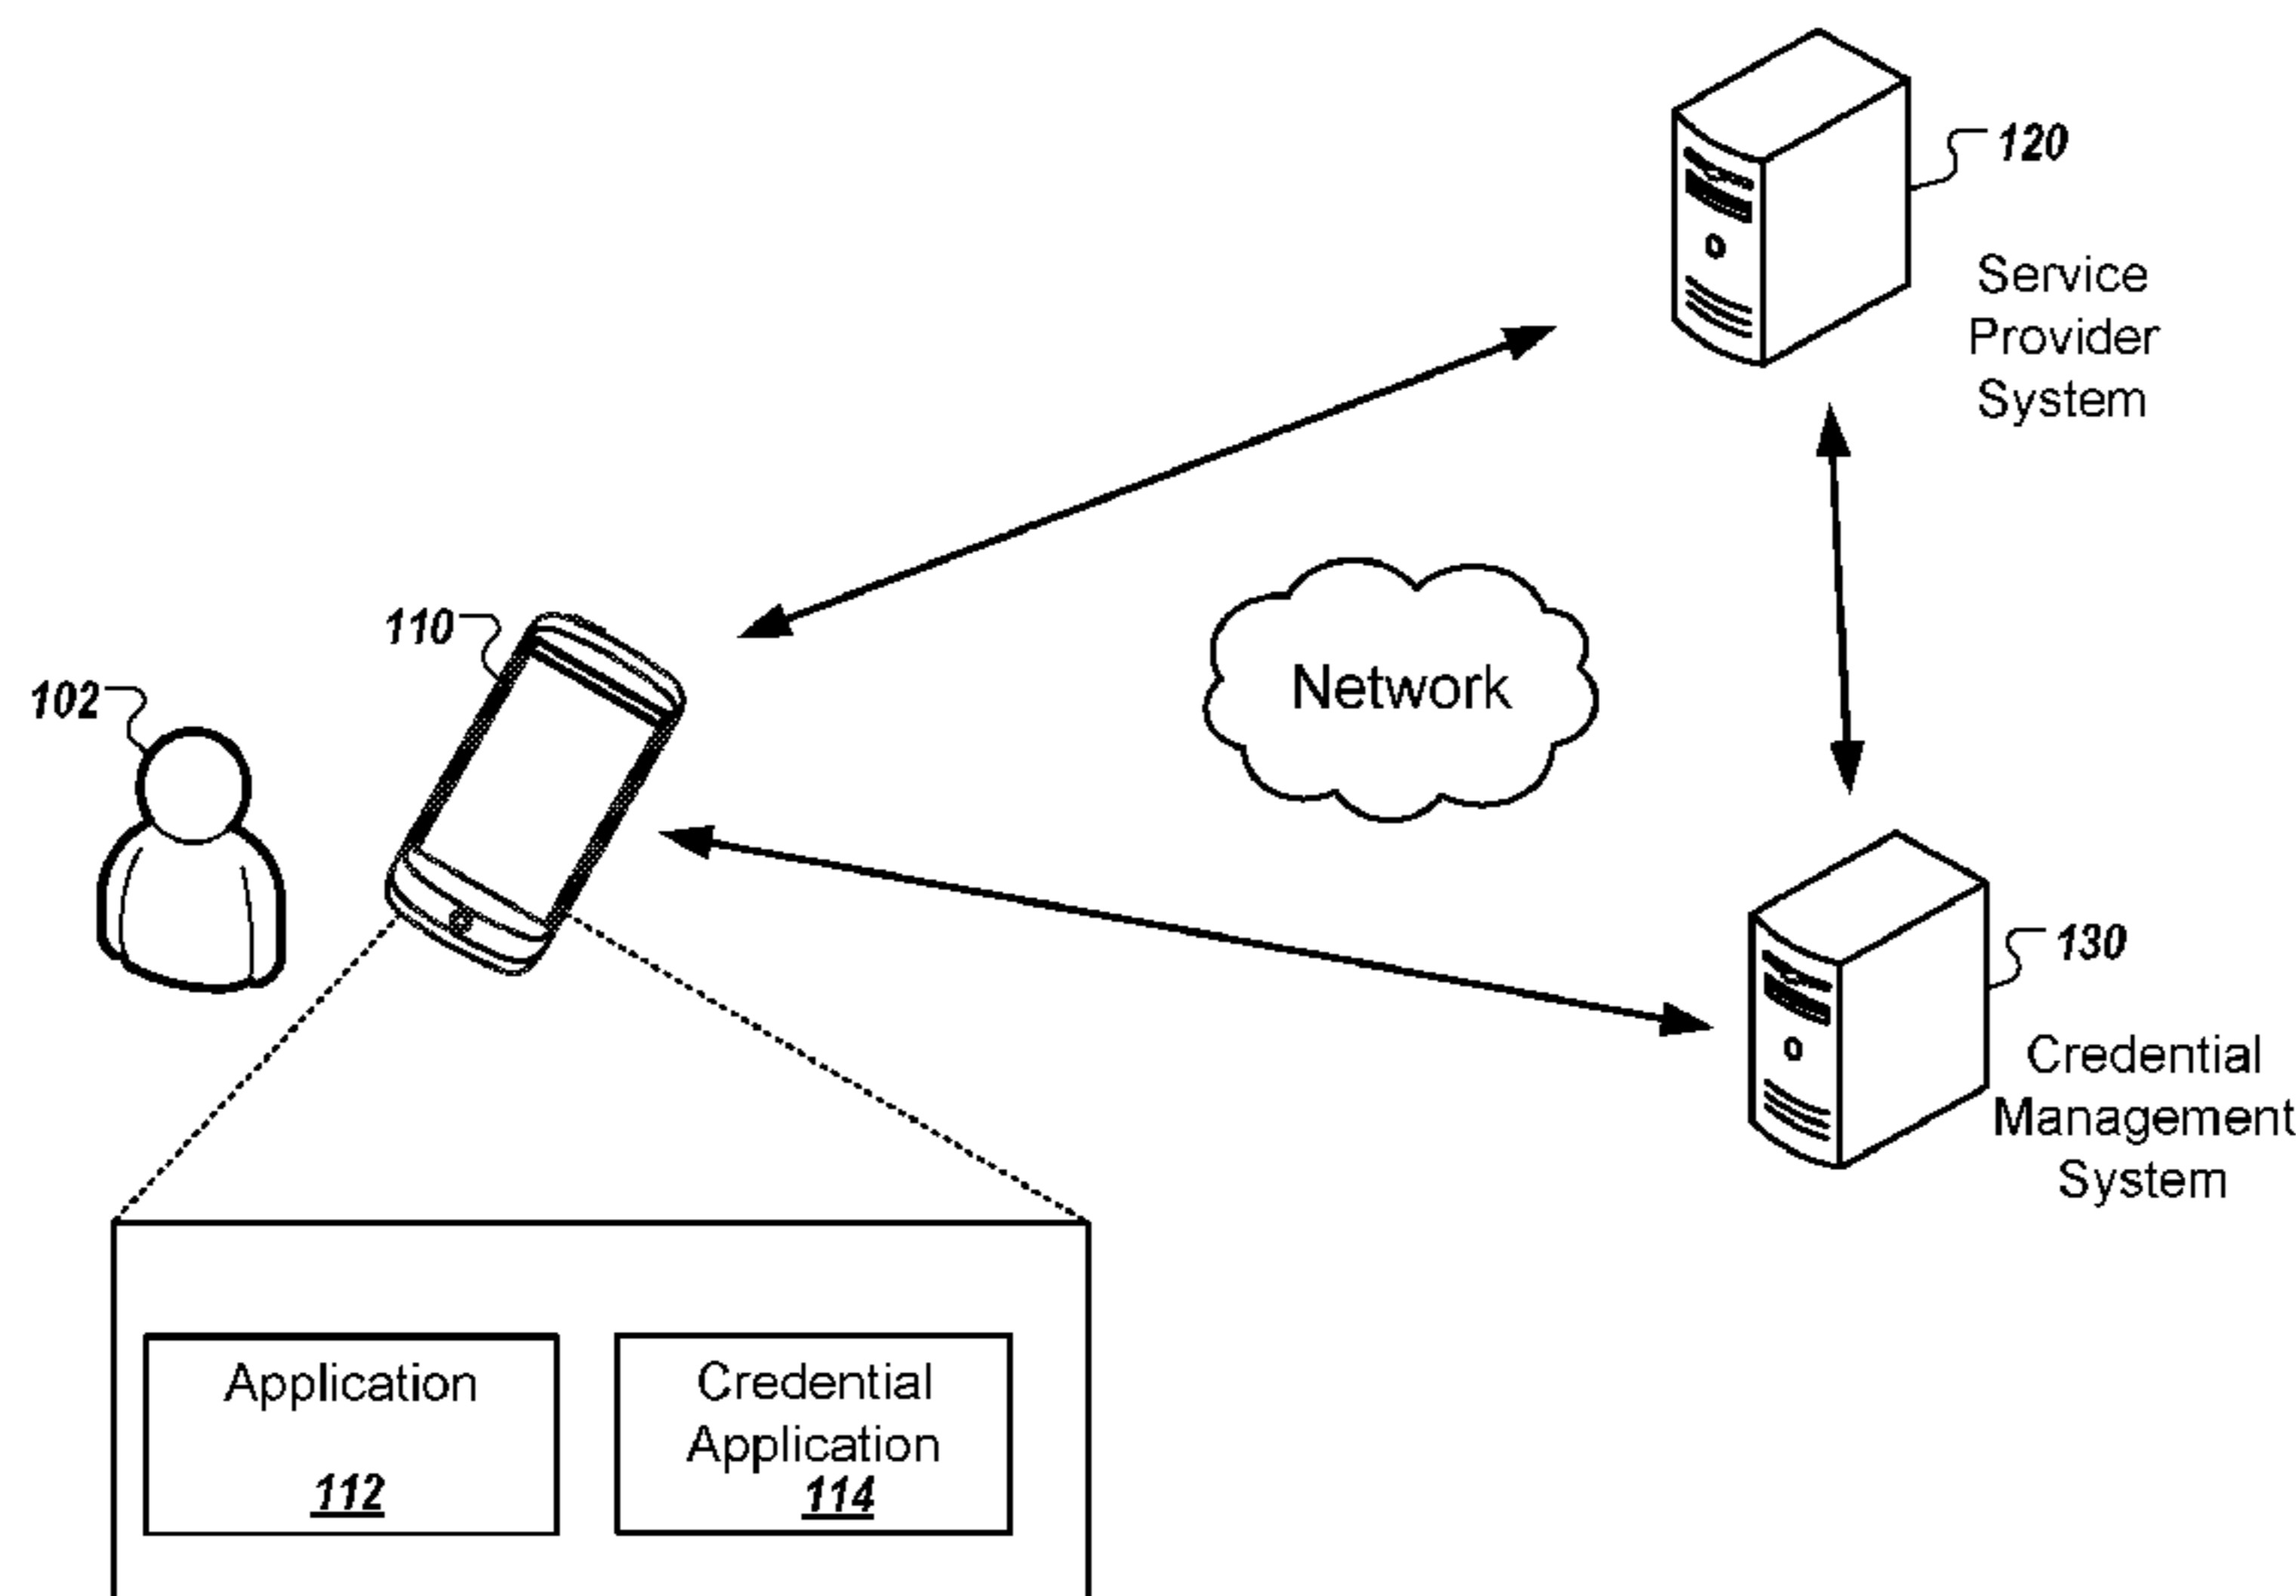 120
Service
Provider
System
110
102
Network
130
Credential
Management
System
Application
112
Credential
Application
114